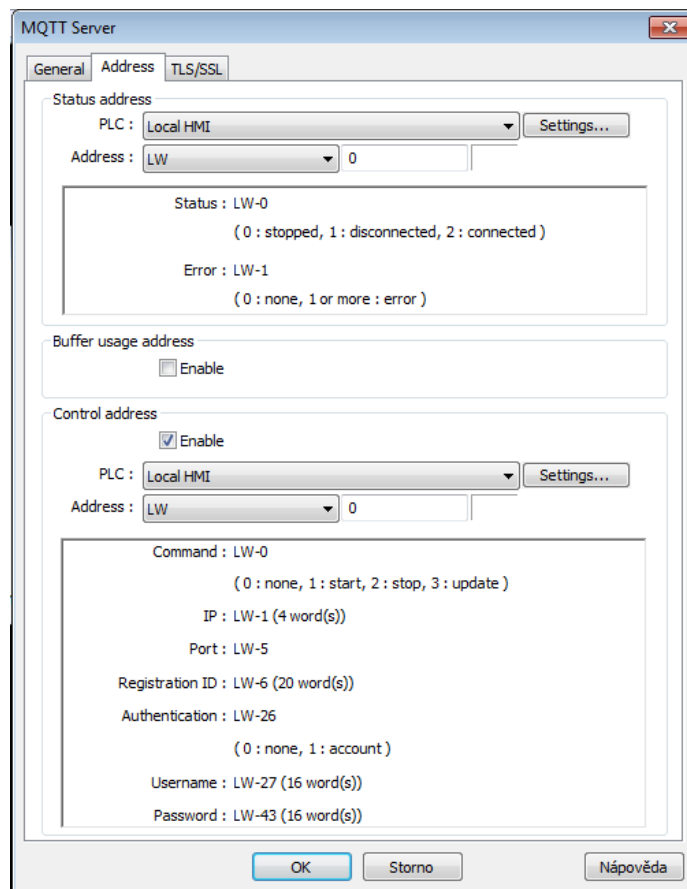 MQTT Server
General Address TLS/SSL
Status address
PLC : Local HMI Settings...
Address : LW 0
Status : LW-0
( 0 : stopped, 1 : disconnected, 2 : connected )
Error : LW-1
( 0 : none, 1 or more : error )
Buffer usage address
Enable
Control address
Enable
PLC : Local HMI Settings...
Address : LW 0
Command : LW-0
( 0 : none, 1 : start, 2 : stop, 3 : update )
IP : LW-1 (4 word(s))
Port : LW-5
Registration ID : LW-6 (20 word(s))
Authentication : LW-26
( 0 : none, 1 : account )
Username : LW-27 (16 word(s))
Password : LW-43 (16 word(s))
OK Storno Nápověda